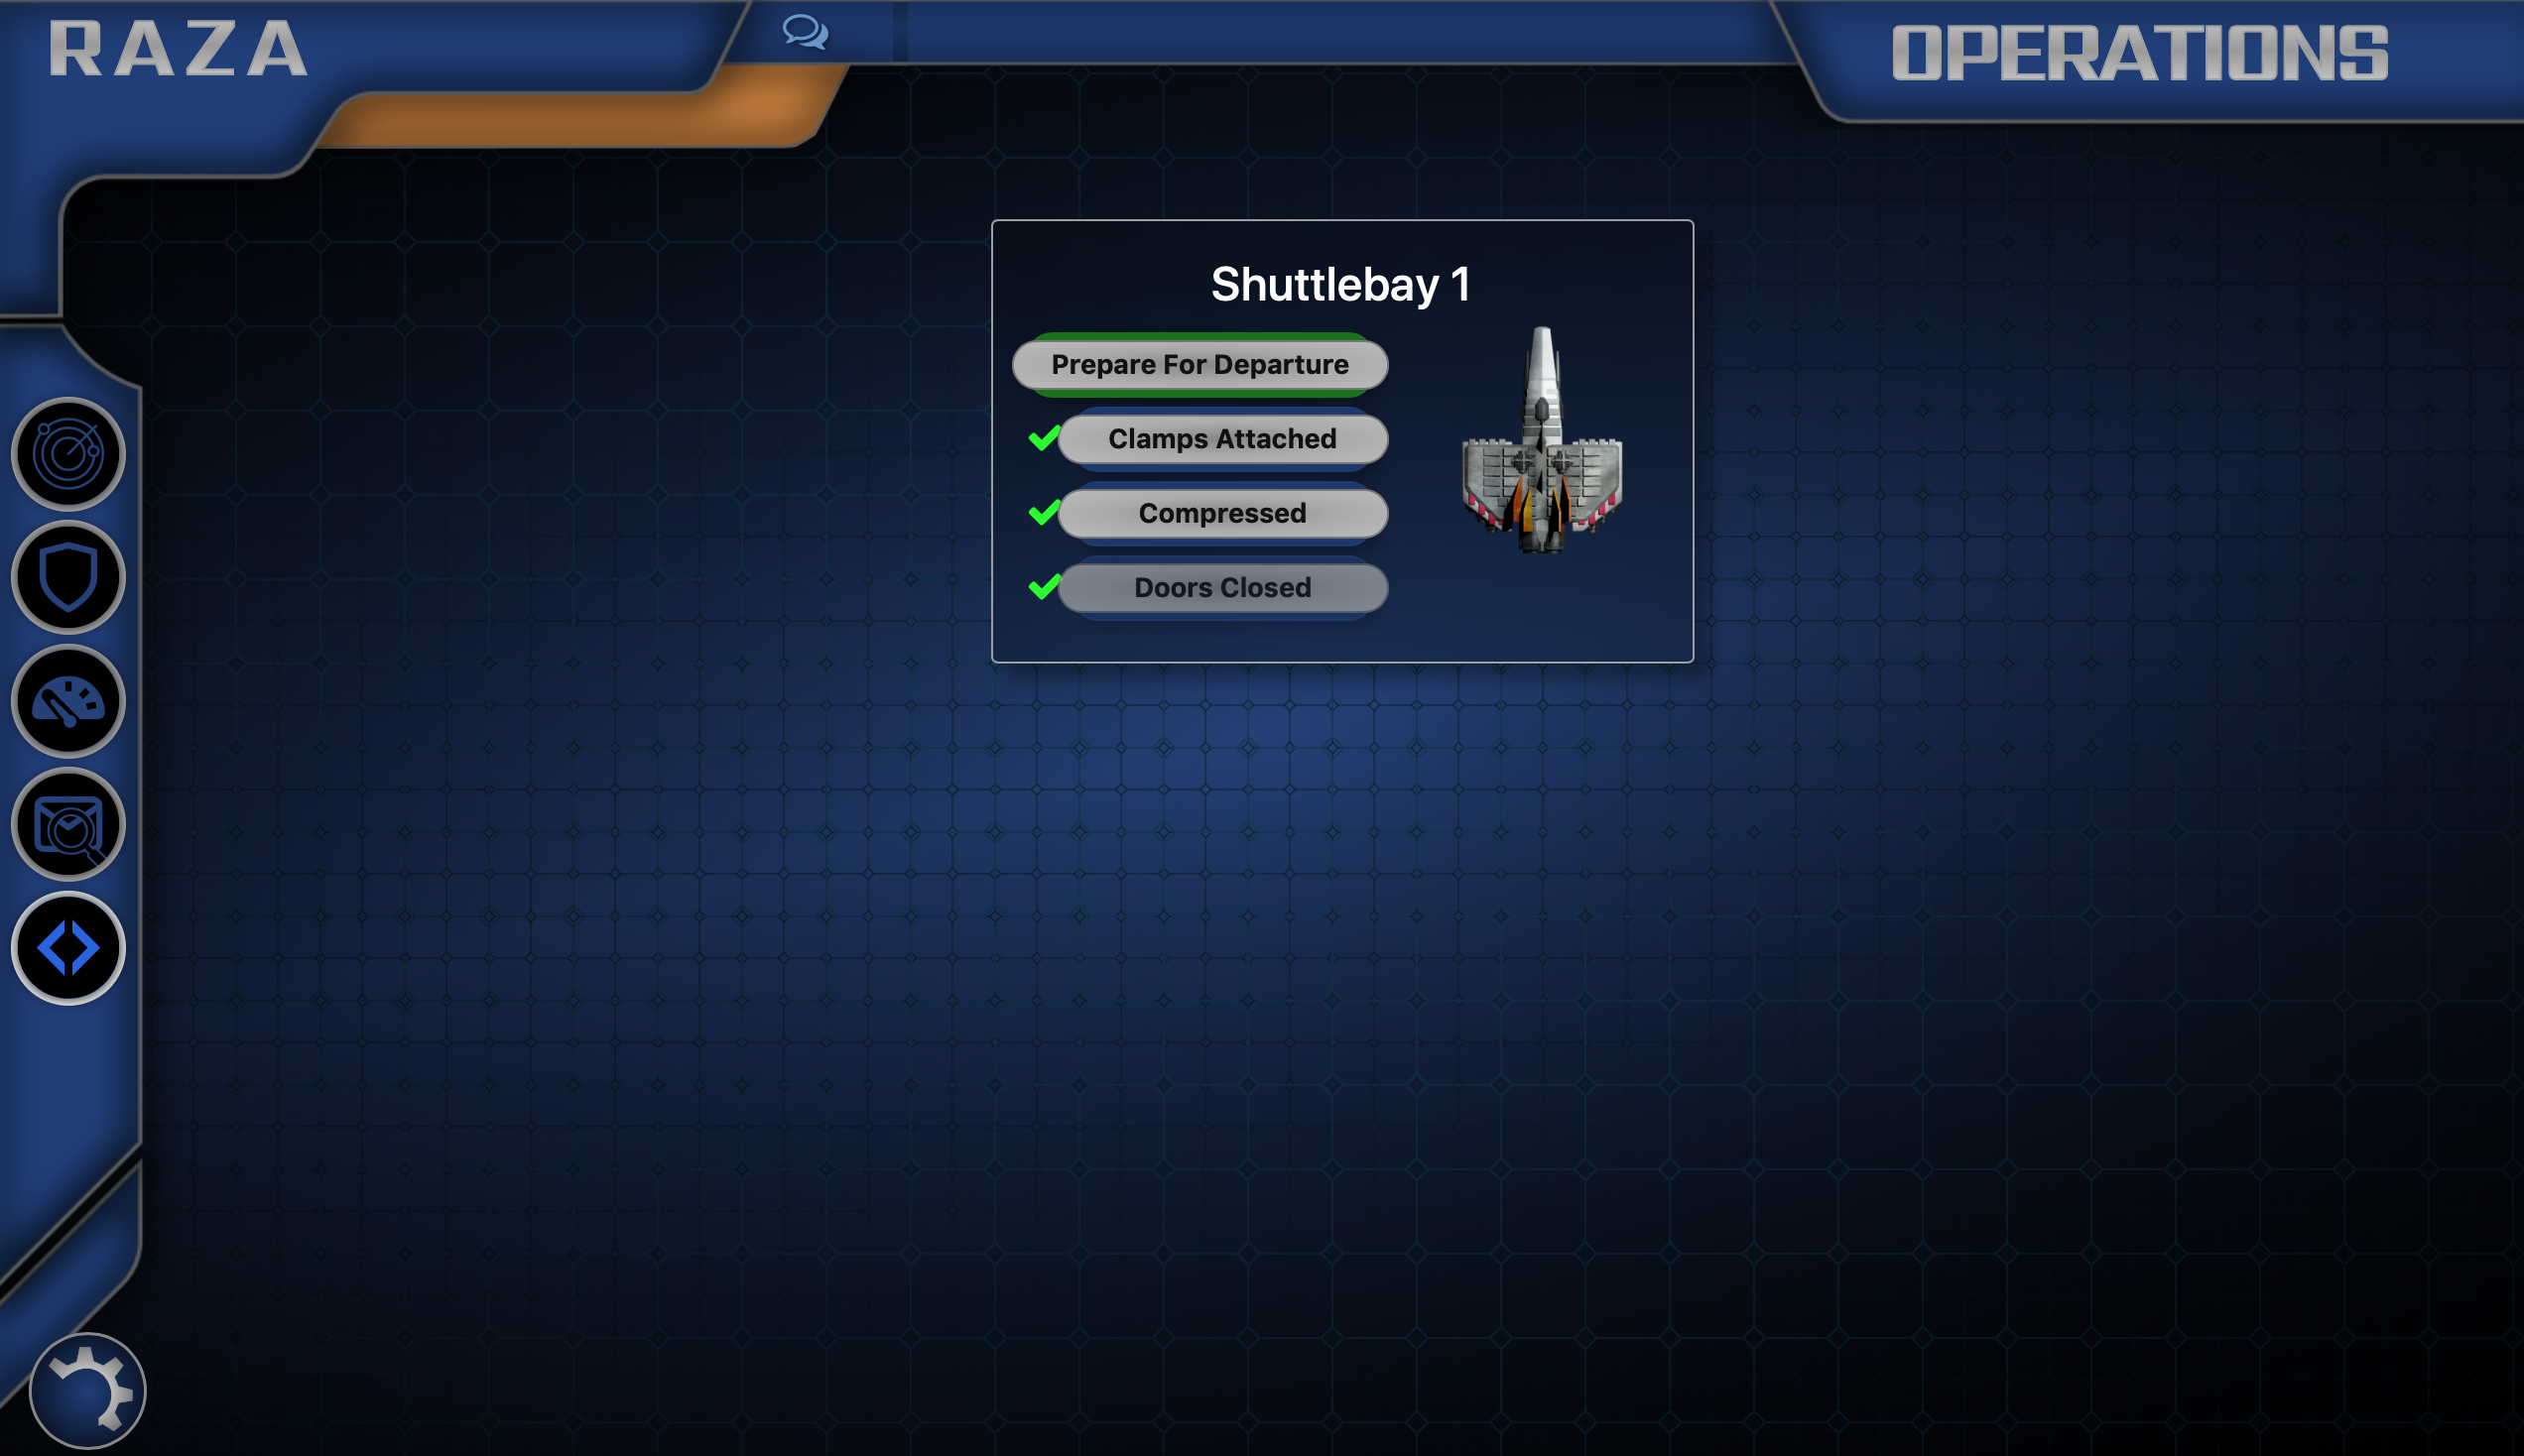 RAZA
OPERATIONS
Shuttlebay 1
Prepare For Departure
Clamps Attached
Compressed
Doors Closed